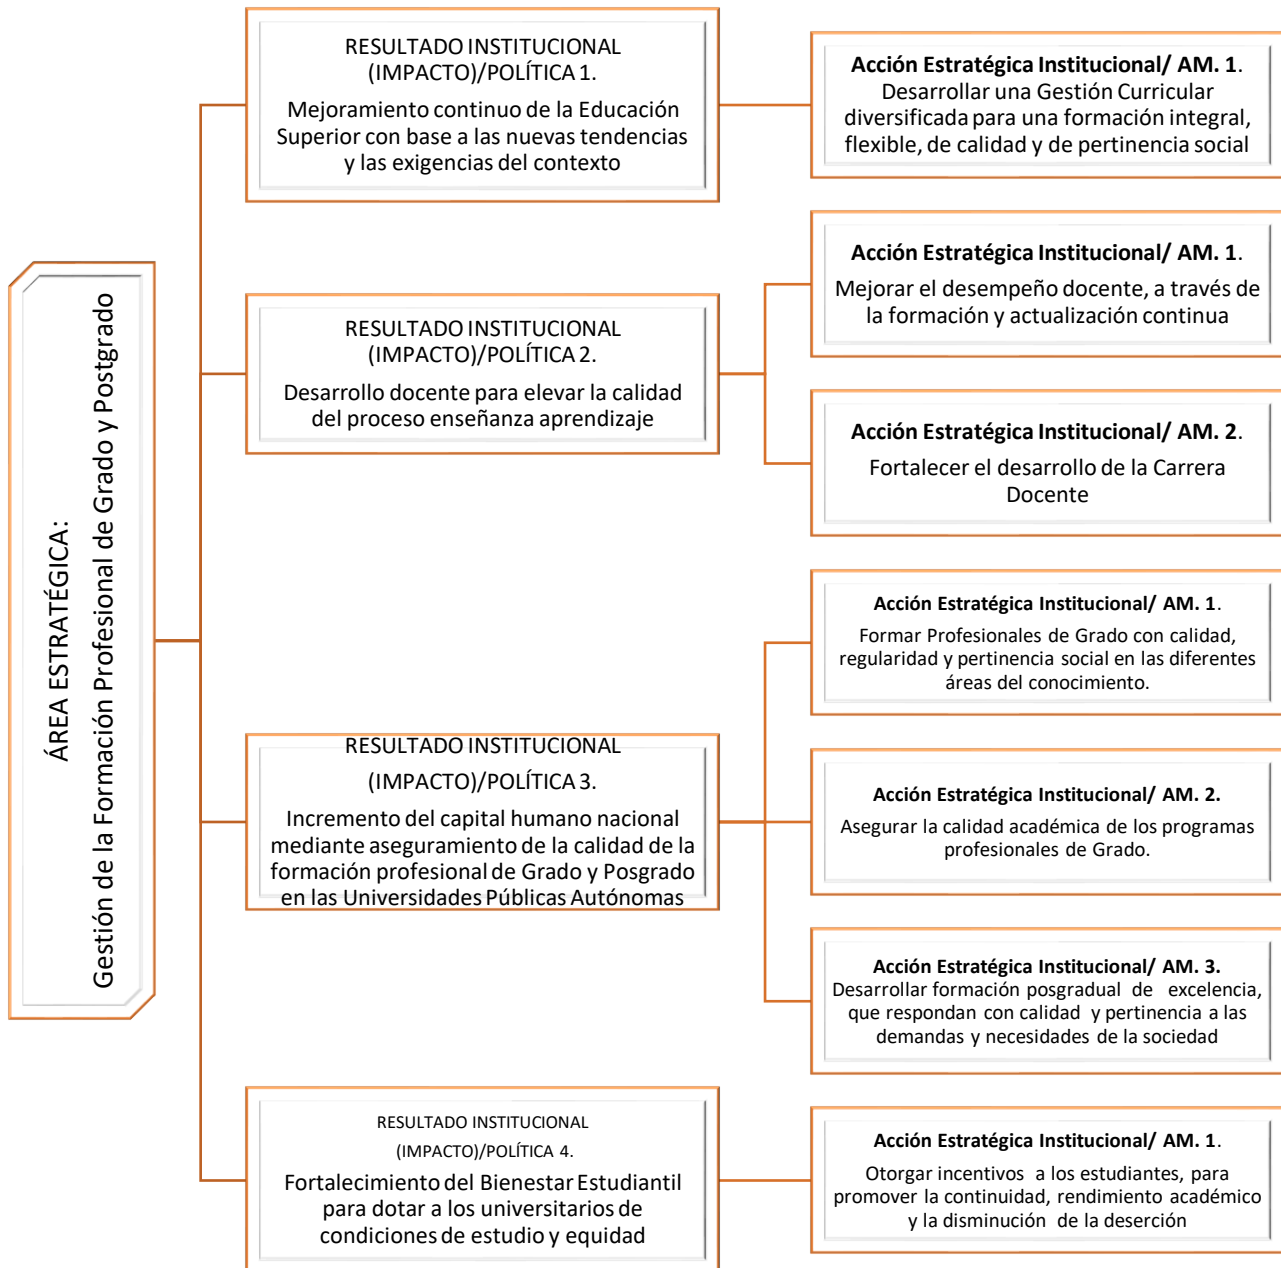 ÁREA ESTRATÉGICA:
Gestión de la Formación Profesional de Grado y Postgrado
RESULTADO INSTITUCIONAL
(IMPACTO)/POLÍTICA 1.
Mejoramiento continuo de la Educación
Superior con base a las nuevas tendencias
y las exigencias del contexto
Acción Estratégica Institucional/ AM. 1.
Desarrollar una Gestión Curricular
diversificada para una formación integral,
flexible, de calidad y de pertinencia social
RESULTADO INSTITUCIONAL
(IMPACTO)/POLÍTICA 2.
Desarrollo docente para elevar la calidad
del proceso enseñanza aprendizaje
Acción Estratégica Institucional/ AM. 1.
Mejorar el desempeño docente, a través de
la formación y actualización continua
Acción Estratégica Institucional/ AM. 2.
Fortalecer el desarrollo de la Carrera
Docente
RESULTADO INSTITUCIONAL
(IMPACTO)/POLÍTICA 3.
Incremento del capital humano nacional
mediante aseguramiento de la calidad de la
formación profesional de Grado y Posgrado
en las Universidades Públicas Autónomas
Acción Estratégica Institucional/ AM. 1.
Formar Profesionales de Grado con calidad,
regularidad y pertinencia social en las diferentes
áreas del conocimiento.
Acción Estratégica Institucional/ AM. 2.
Asegurar la calidad académica de los programas
profesionales de Grado.
Acción Estratégica Institucional/ AM. 3.
Desarrollar formación posgradual de excelencia,
que respondan con calidad y pertinencia a las
demandas y necesidades de la sociedad
RESULTADO INSTITUCIONAL
(IMPACTO)/POLÍTICA 4.
Fortalecimiento del Bienestar Estudiantil
para dotar a los universitarios de
condiciones de estudio y equidad
Acción Estratégica Institucional/ AM. 1.
Otorgar incentivos a los estudiantes, para
promover la continuidad, rendimiento académico
y la disminución de la deserción